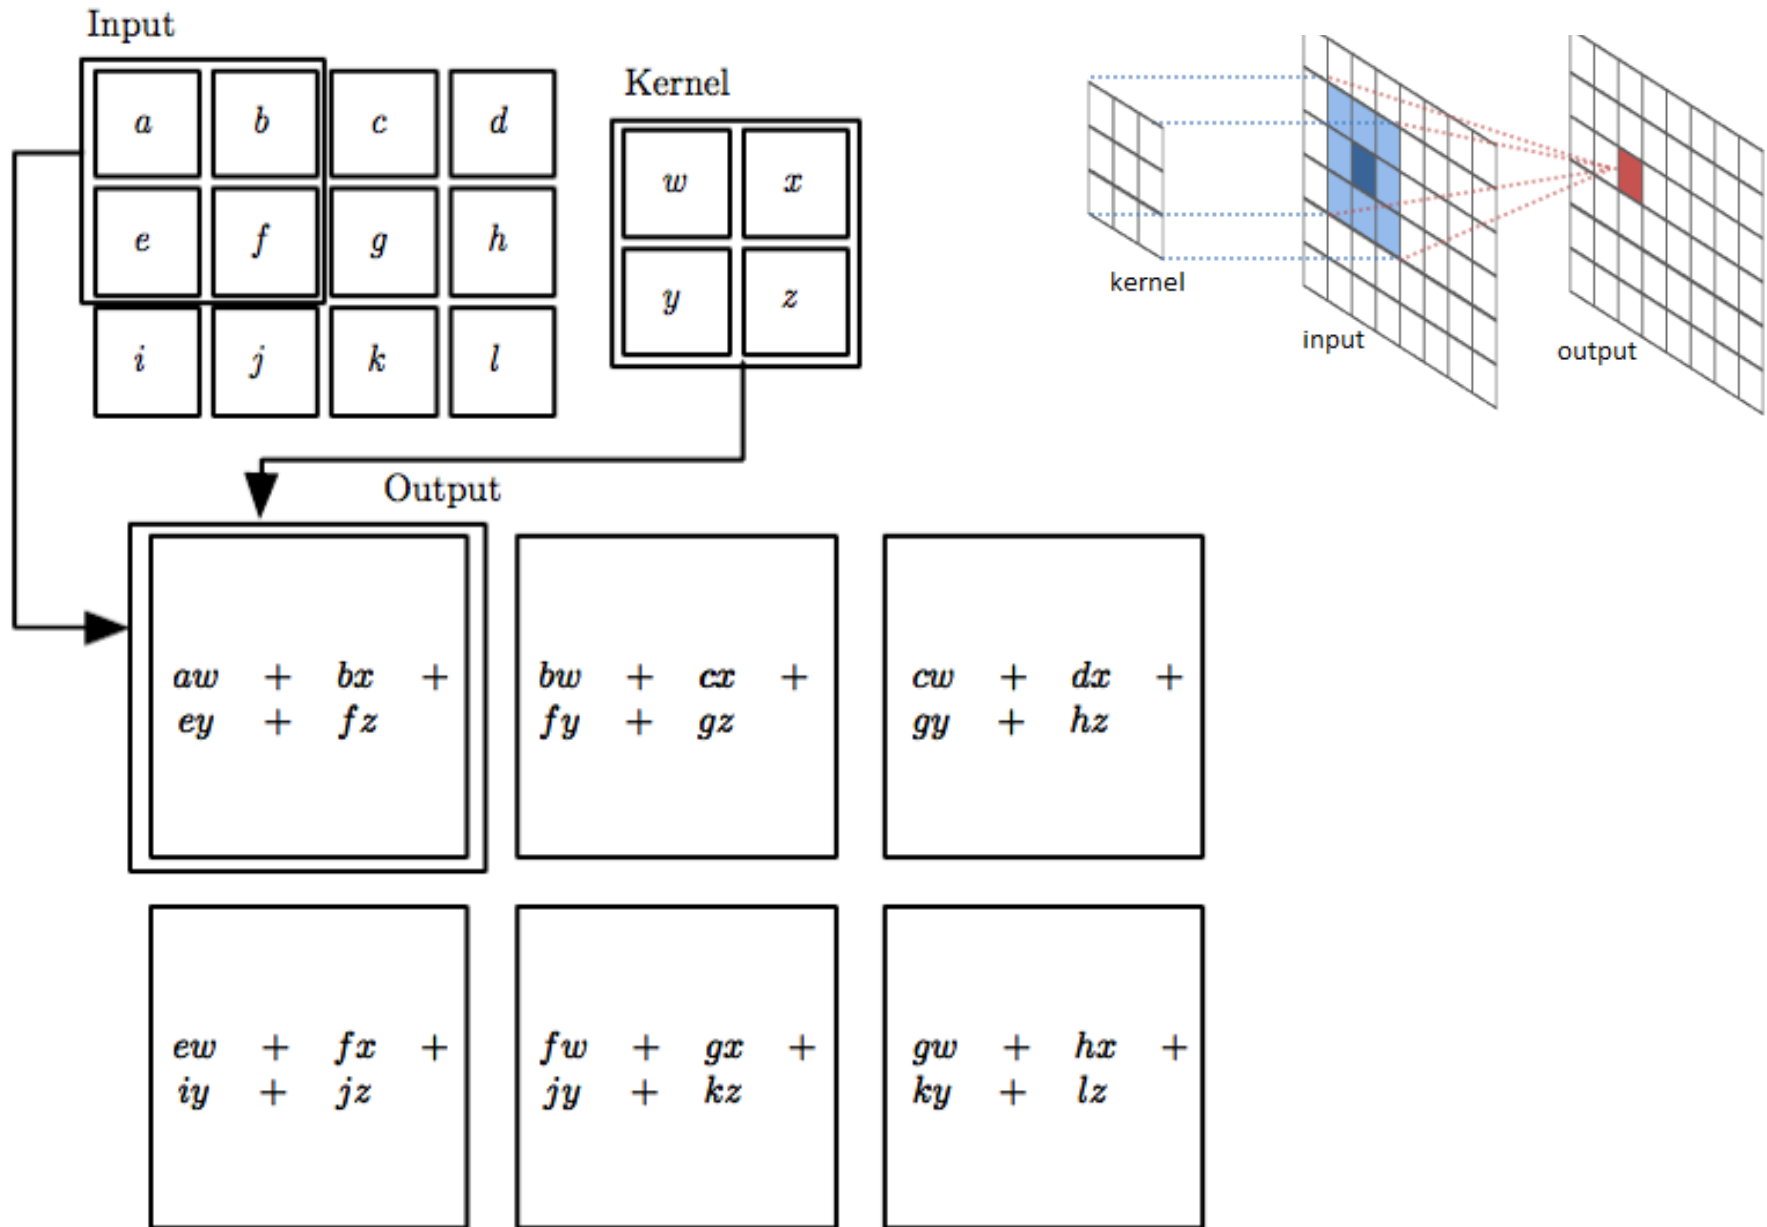 Input
a b c d
e f g h
i j k l
Kernel
w x
y z
kernel
input
output
Output
aw + bx +
ey + fz
bw + cx +
fy + gz
cw + dx +
gy + hz
ew + fx +
iy + jz
fw + gx +
jy + kz
gw + hx +
ky + lz